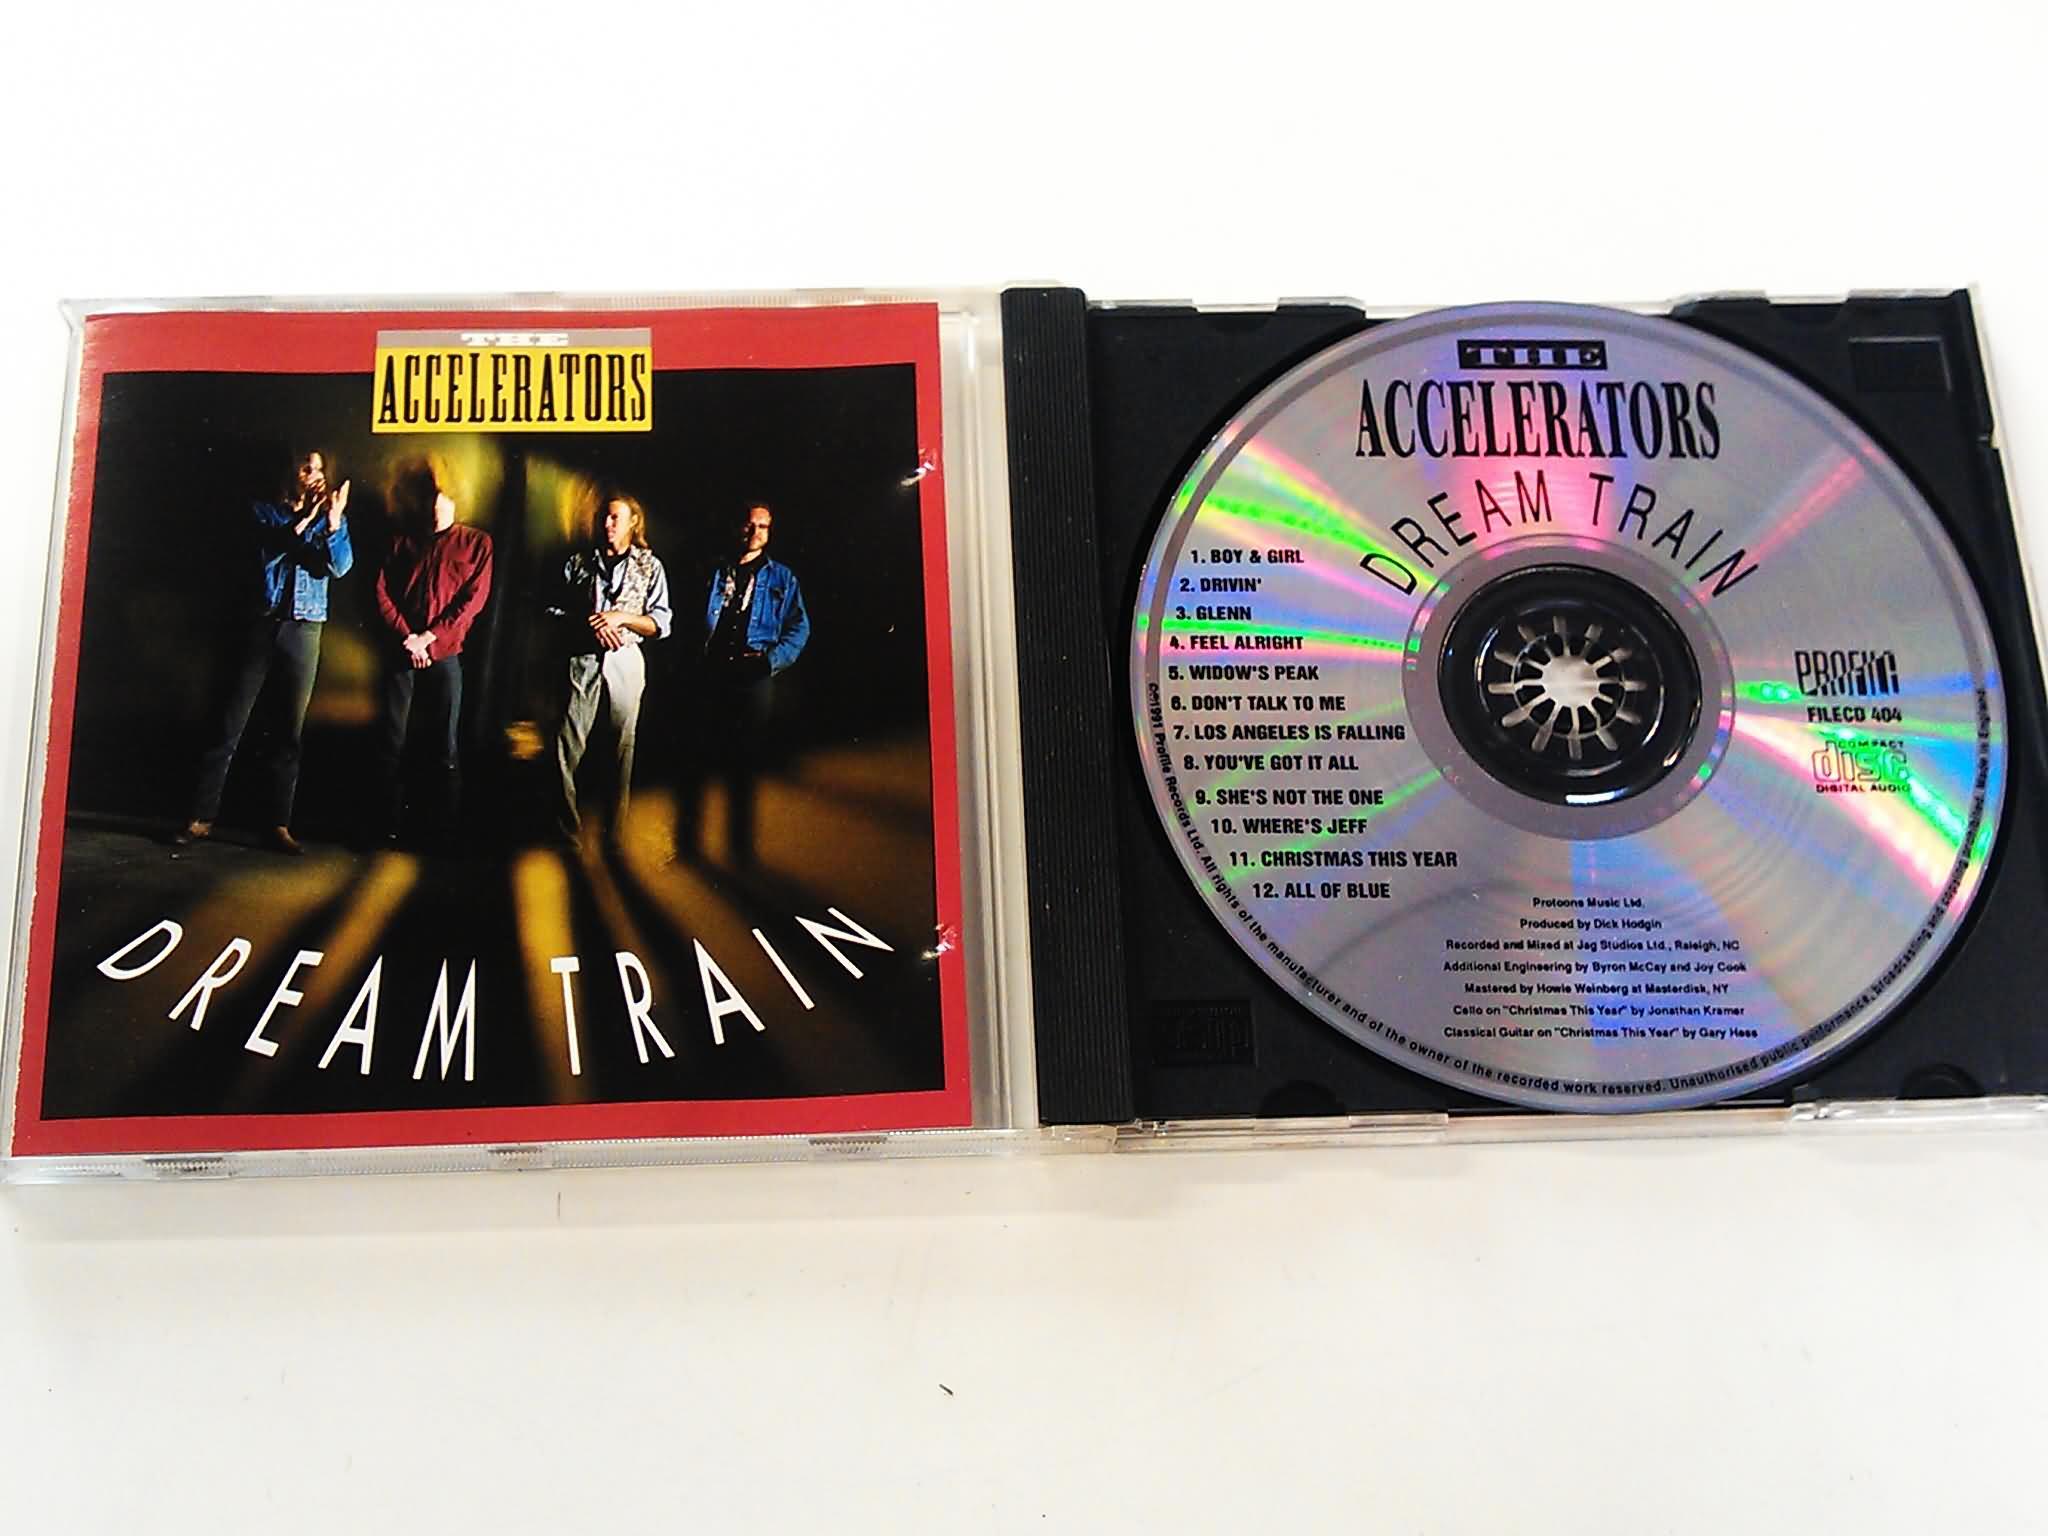 THE
ACCELERATORS
DREAM TRAIN
THE
ACCELERATORS
DREAM TRAIN
1. BOY & GIRL
2. DRIVIN'
3. GLENN
4. FEEL ALRIGHT
5. WIDOW'S PEAK
6. DON'T TALK TO ME
7. LOS ANGELES IS FALLING
8. YOU'VE GOT IT ALL
9. SHE'S NOT THE ONE
10. WHERE'S JEFF
11. CHRISTMAS THIS YEAR
12. ALL OF BLUE
PROFILE
FILECD 404
COMPACT
disc
DIGITAL AUDIO
Protoons Music Ltd.
Produced by Dick Hodgin
Recorded and Mixed at Jag Studios Ltd., Raleigh, NC
Additional Engineering by Byron McCay and Joy Cook
Mastered by Howie Weinberg at Masterdisk, NY
Cello on "Christmas This Year" by Jonathan Kramer
Classical Guitar on "Christmas This Year" by Gary Hess
℗©1991 Profile Records Ltd. All rights of the manufacturer and of the owner of the recorded work reserved. Unauthorised public performance, broadcasting and copying prohibited. Made in England.